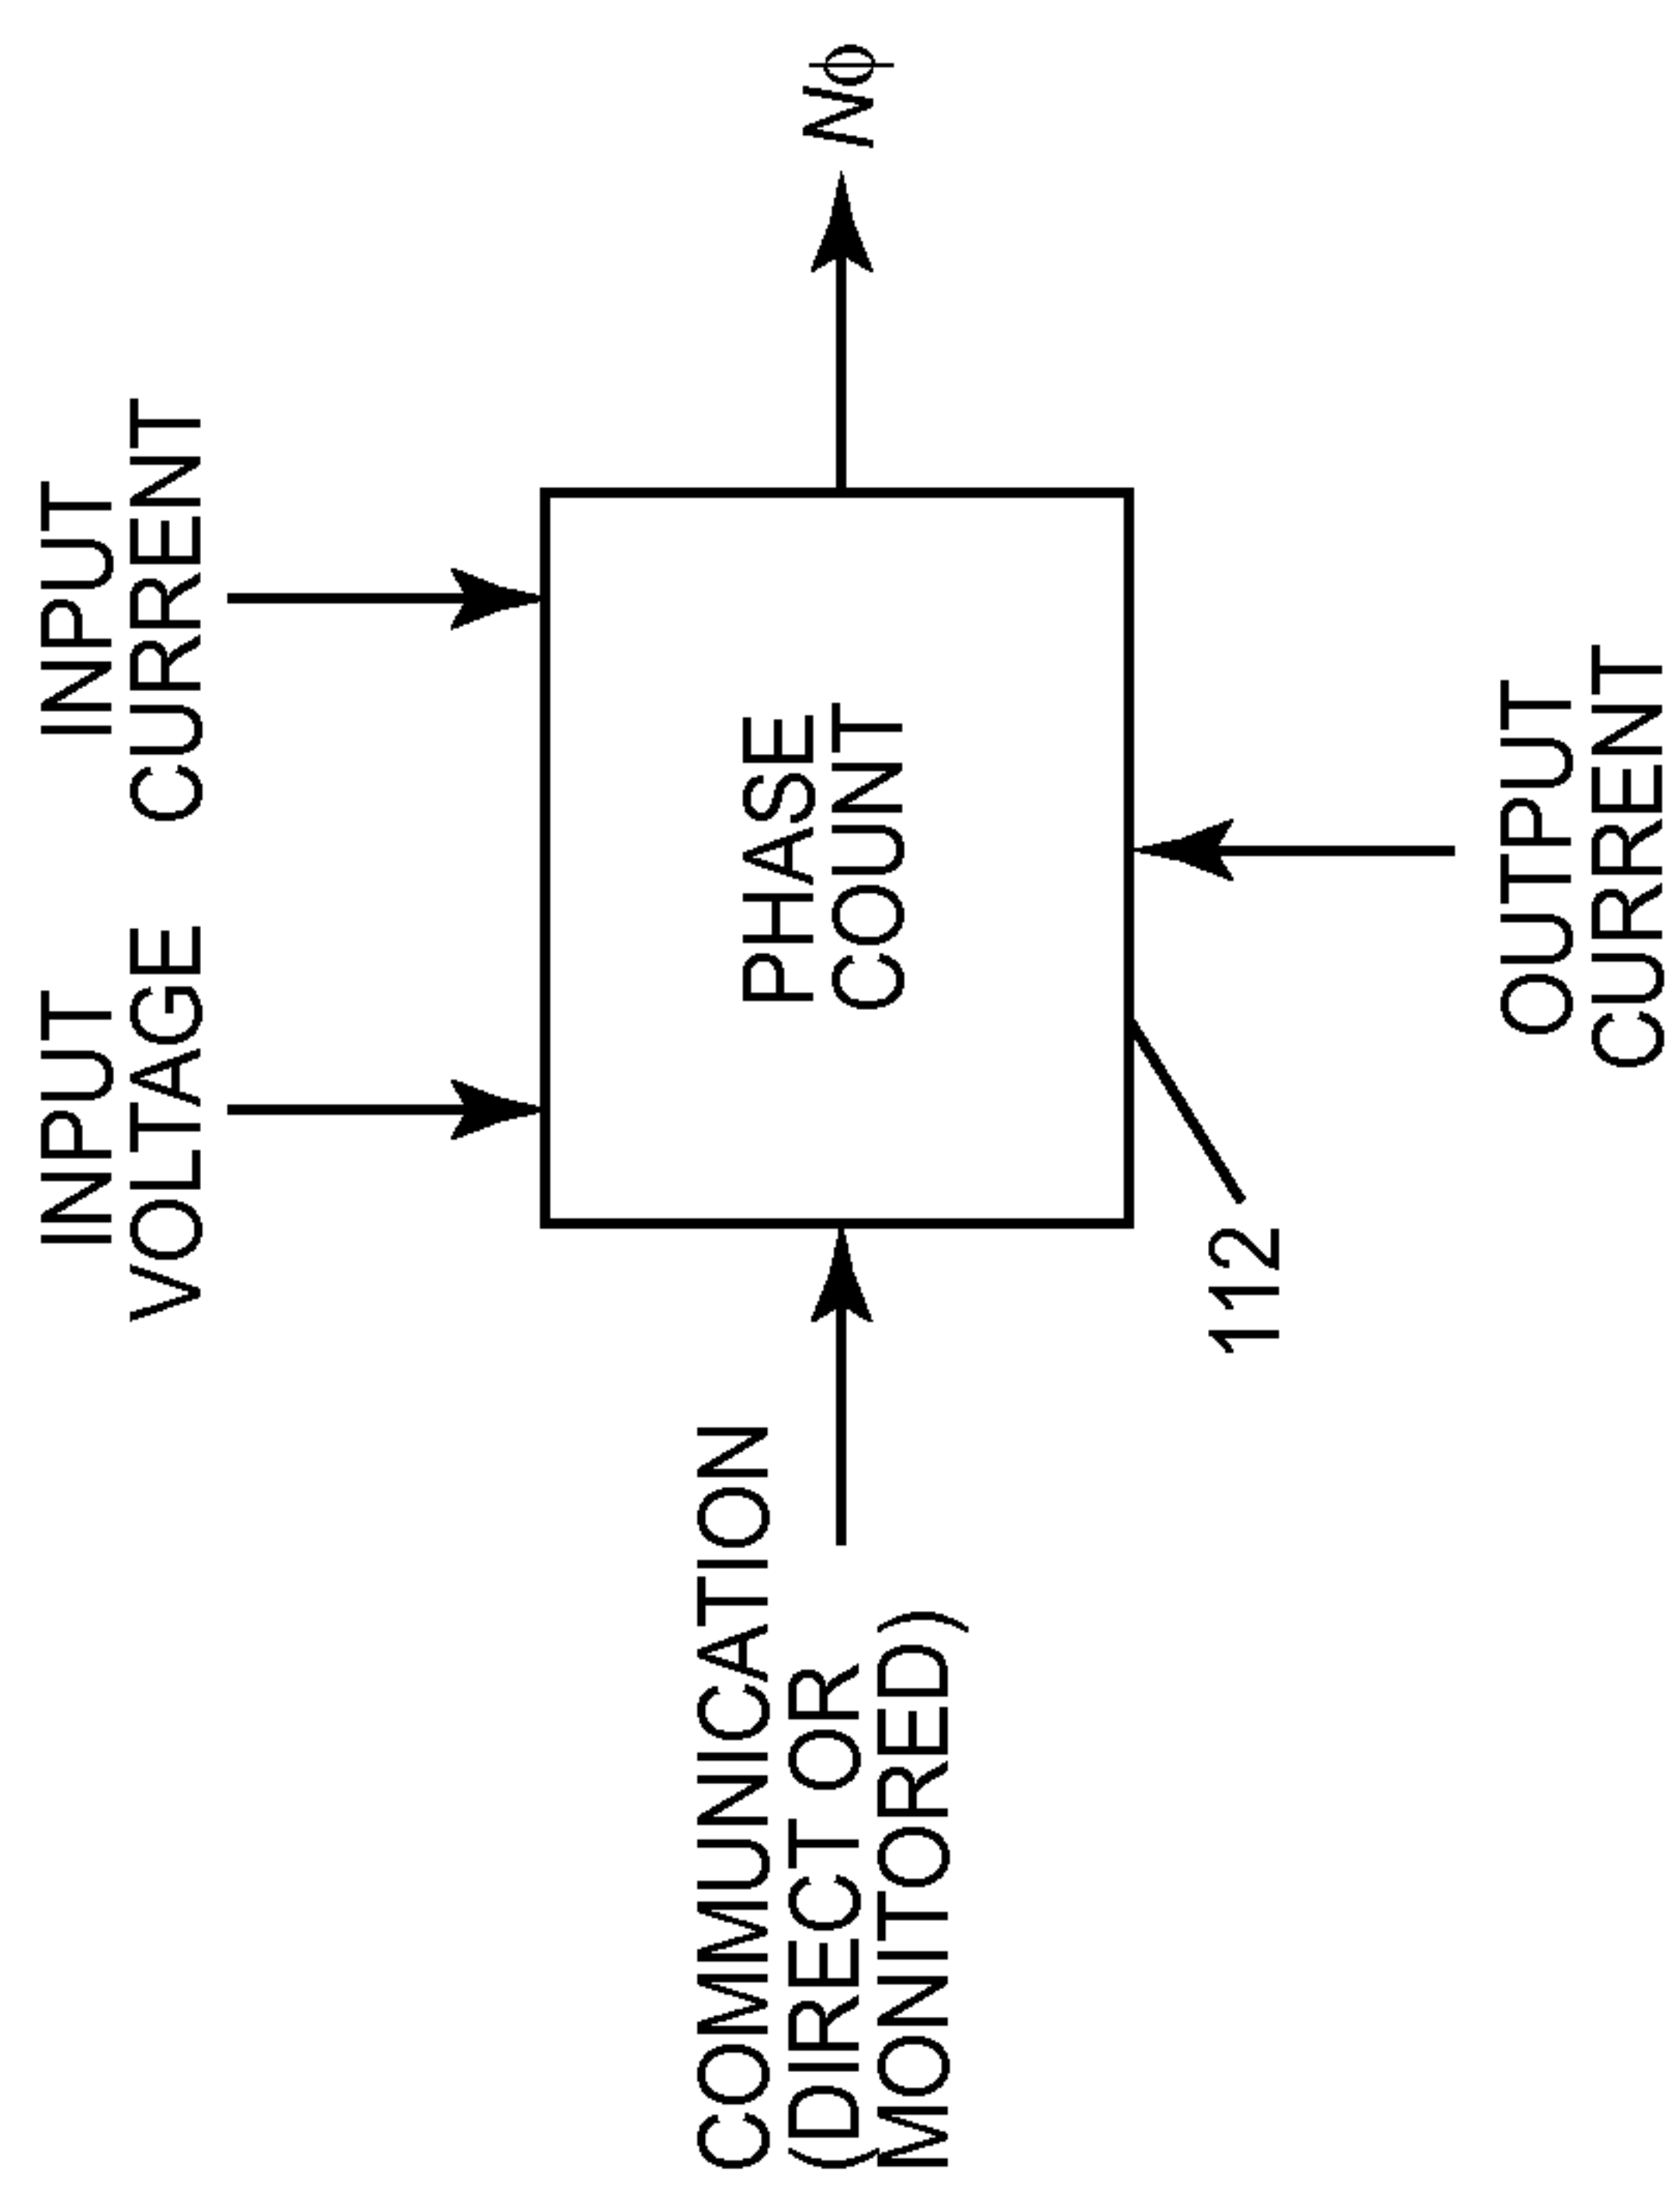 INPUT
VOLTAGE
INPUT
CURRENT
COMMUNICATION
(DIRECT OR
MONITORED)
PHASE
COUNT
Nϕ
112
OUTPUT
CURRENT